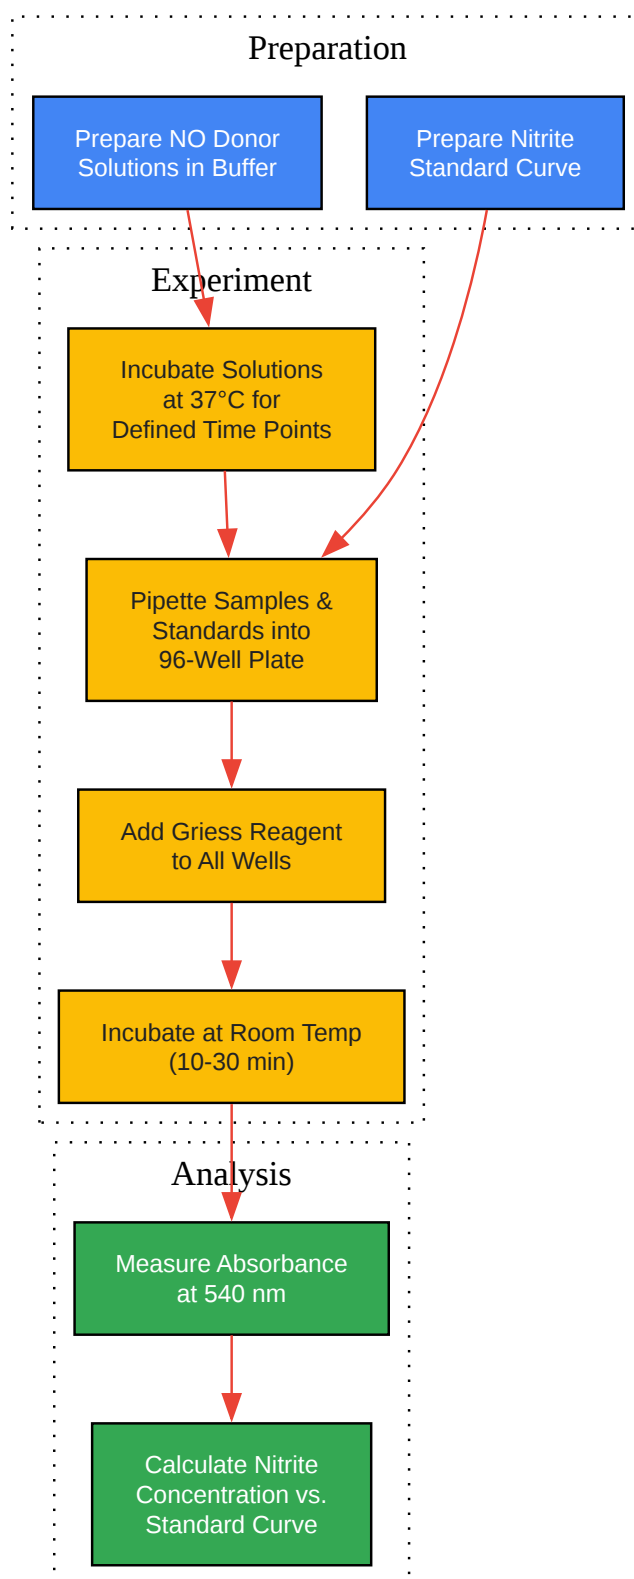 Preparation
Prepare NO Donor
Solutions in Buffer
Prepare Nitrite
Standard Curve
Experiment
Incubate Solutions
at 37°C for
Defined Time Points
Pipette Samples &
Standards into
96-Well Plate
Add Griess Reagent
to All Wells
Incubate at Room Temp
(10-30 min)
Analysis
Measure Absorbance
at 540 nm
Calculate Nitrite
Concentration vs.
Standard Curve